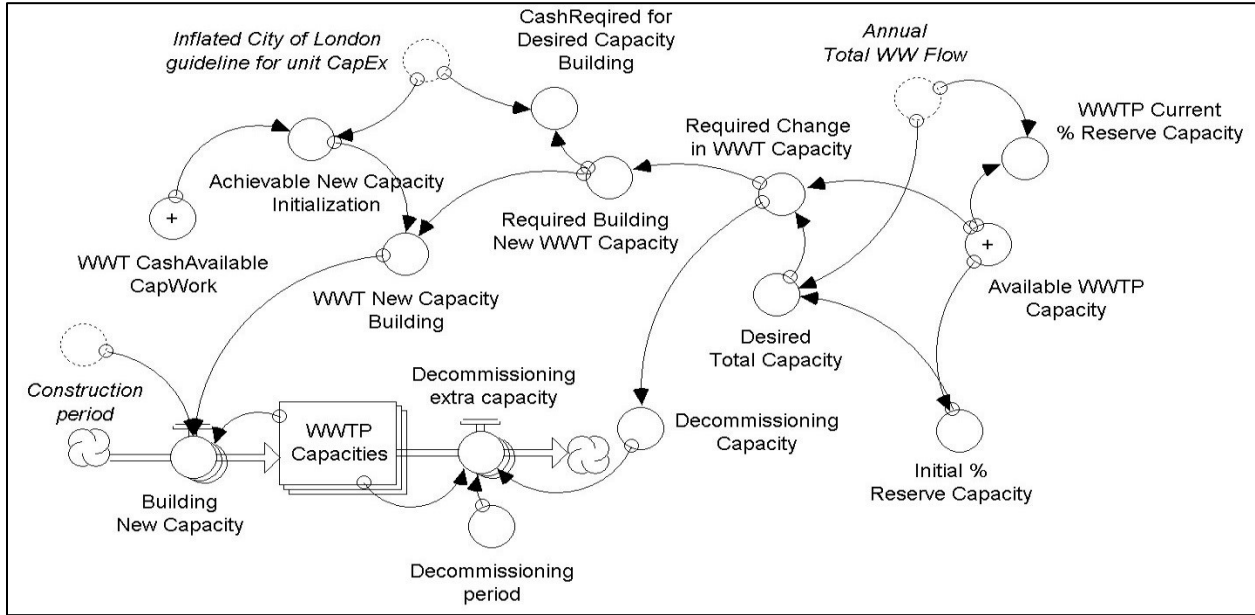 Inflated City of London
guideline for unit CapEx
CashReqired for
Desired Capacity
Building
Annual
Total WW Flow
WWTP Current
% Reserve Capacity
Required Change
in WWT Capacity
Achievable New Capacity
Initialization
Required Building
New WWT Capacity
+
WWT CashAvailable
CapWork
WWT New Capacity
Building
+
Available WWTP
Capacity
Desired
Total Capacity
Construction
period
Decommissioning
extra capacity
WWTP
Capacities
Decommissioning
Capacity
Initial %
Reserve Capacity
Building
New Capacity
Decommissioning
period